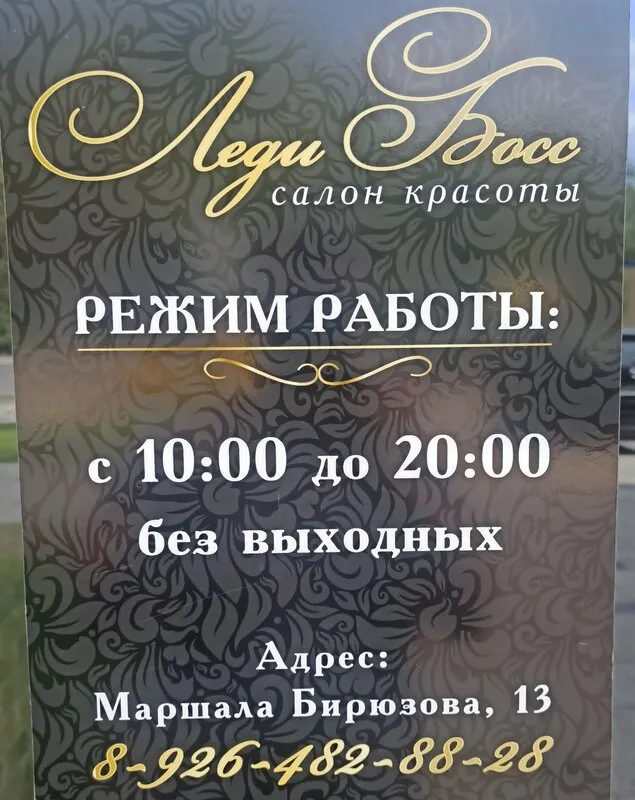 Леди Босс
салон красоты
РЕЖИМ РАБОТЫ:
с 10:00 до 20:00
без выходных
Адрес:
Маршала Бирюзова, 13
8-926-482-88-28